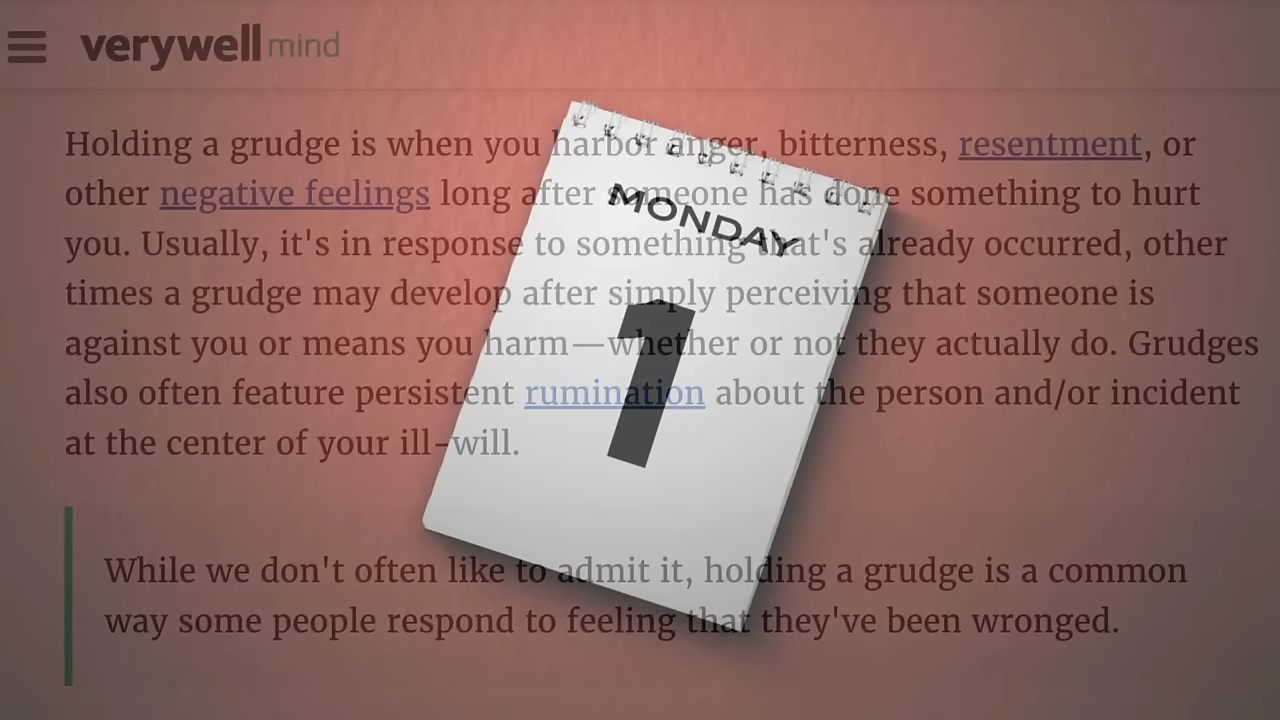 verywell mind
Holding a grudge is when you harbor anger, bitterness, resentment, or
other negative feelings long after someone has done something to hurt
you. Usually, it's in response to something that's already occurred, other
times a grudge may develop after simply perceiving that someone is
against you or means you harm—whether or not they actually do. Grudges
also often feature persistent rumination about the person and/or incident
at the center of your ill-will.
MONDAY
1
While we don't often like to admit it, holding a grudge is a common
way some people respond to feeling that they've been wronged.